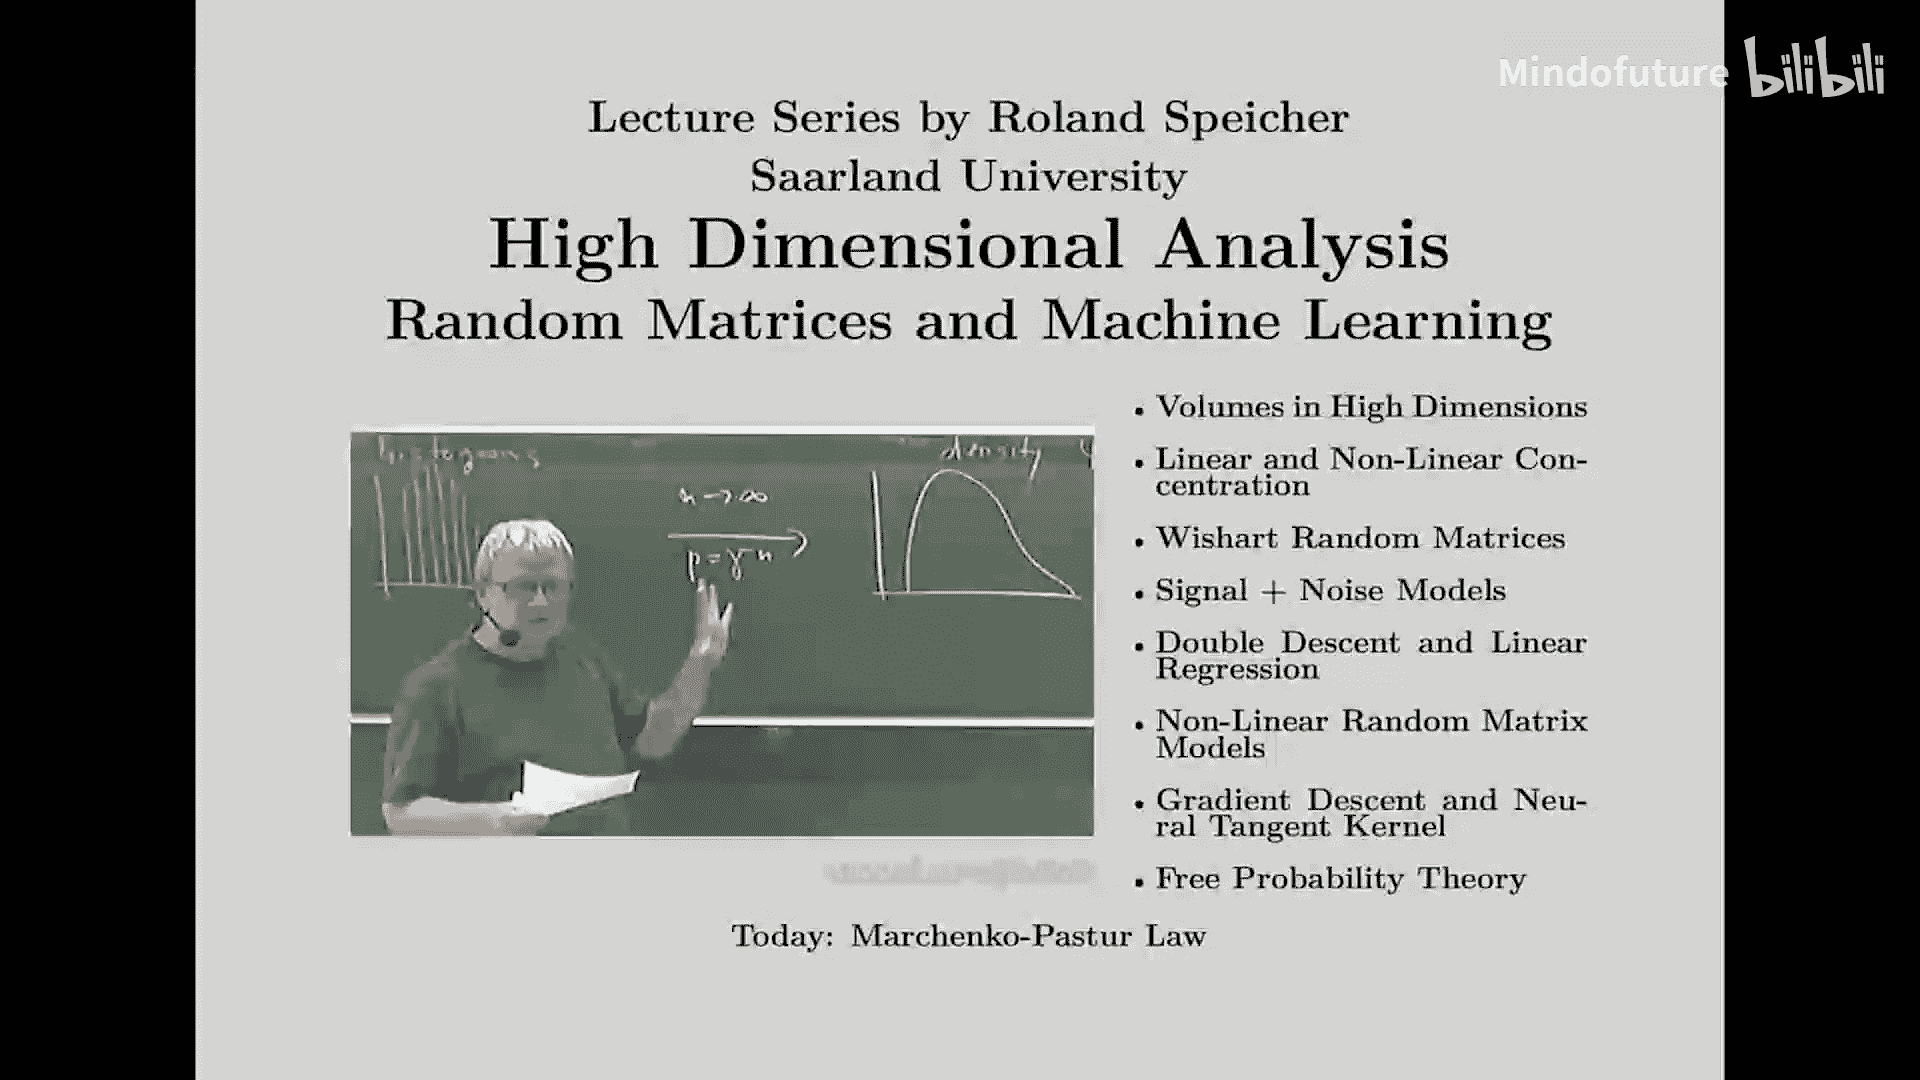 Mindofuture bilibili
Lecture Series by Roland Speicher
Saarland University
High Dimensional Analysis
Random Matrices and Machine Learning
• Volumes in High Dimensions
• Linear and Non-Linear Con-
centration
• Wishart Random Matrices
• Signal + Noise Models
• Double Descent and Linear
Regression
• Non-Linear Random Matrix
Models
• Gradient Descent and Neu-
ral Tangent Kernel
• Free Probability Theory
histograms
density
n → ∞
p = γ n
Today: Marchenko-Pastur Law